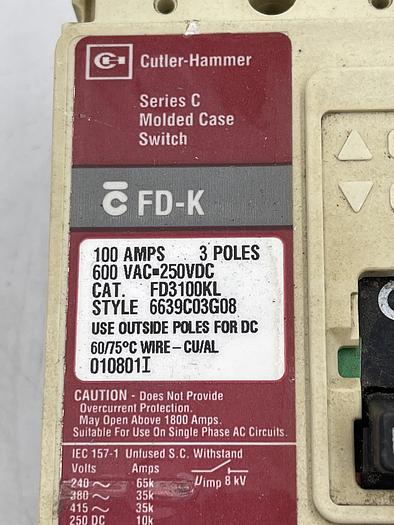 Cutler-Hammer
Series C
Molded Case
Switch
C FD-K
100 AMPS 3 POLES
600 VAC=250VDC
CAT. FD3100KL
STYLE 6639C03G08
USE OUTSIDE POLES FOR DC
60/75°C WIRE-CU/AL
010801I
CAUTION - Does Not Provide
Overcurrent Protection.
May Open Above 1800 Amps.
Suitable For Use On Single Phase AC Circuits.
IEC 157-1 Unfused S.C. Withstand
Volts Amps
240 ~ 65k
µimp 8 kV
380 ~ 35k
415 ~ 35k
250 DC 10k